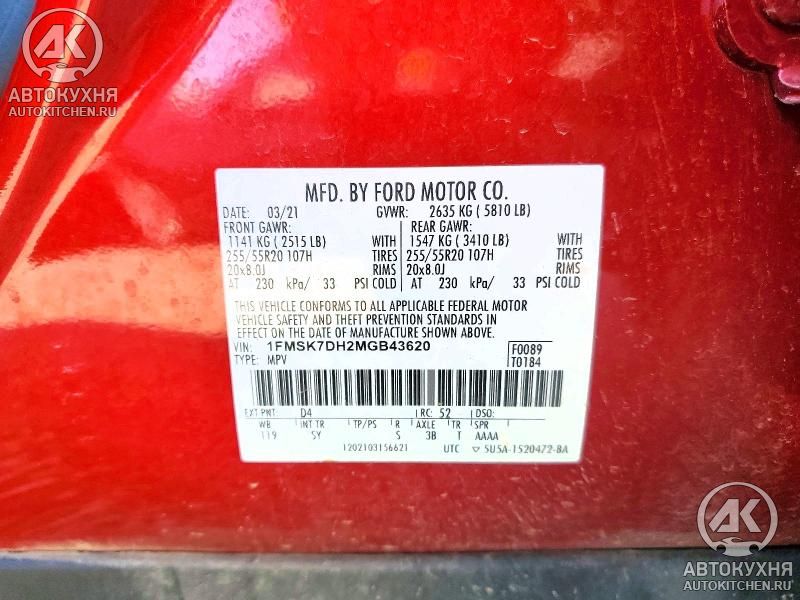 АК
АВТОКУХНЯ
AUTOKITCHEN.RU
MFD. BY FORD MOTOR CO.
DATE: 03/21 GVWR: 2635 KG ( 5810 LB)
FRONT GAWR: REAR GAWR:
1141 KG ( 2515 LB) WITH 1547 KG ( 3410 LB) WITH
255/55R20 107H TIRES 255/55R20 107H TIRES
20x8.0J RIMS 20x8.0J RIMS
AT 230 kPa/ 33 PSI COLD AT 230 kPa/ 33 PSI COLD
THIS VEHICLE CONFORMS TO ALL APPLICABLE FEDERAL MOTOR
VEHICLE SAFETY AND THEFT PREVENTION STANDARDS IN
EFFECT ON THE DATE OF MANUFACTURE SHOWN ABOVE.
VIN: 1FMSK7DH2MGB43620 F0089
TYPE: MPV T0184
EXT PNT: D4 RC: 52 DSO:
WB INT TR TP/PS R AXLE TR SPR
119 5Y S 3B T AAAA
1202103156621 UTC ▽ 5U5A-1520472-BA
АК
АВТОКУХНЯ
AUTOKITCHEN.RU